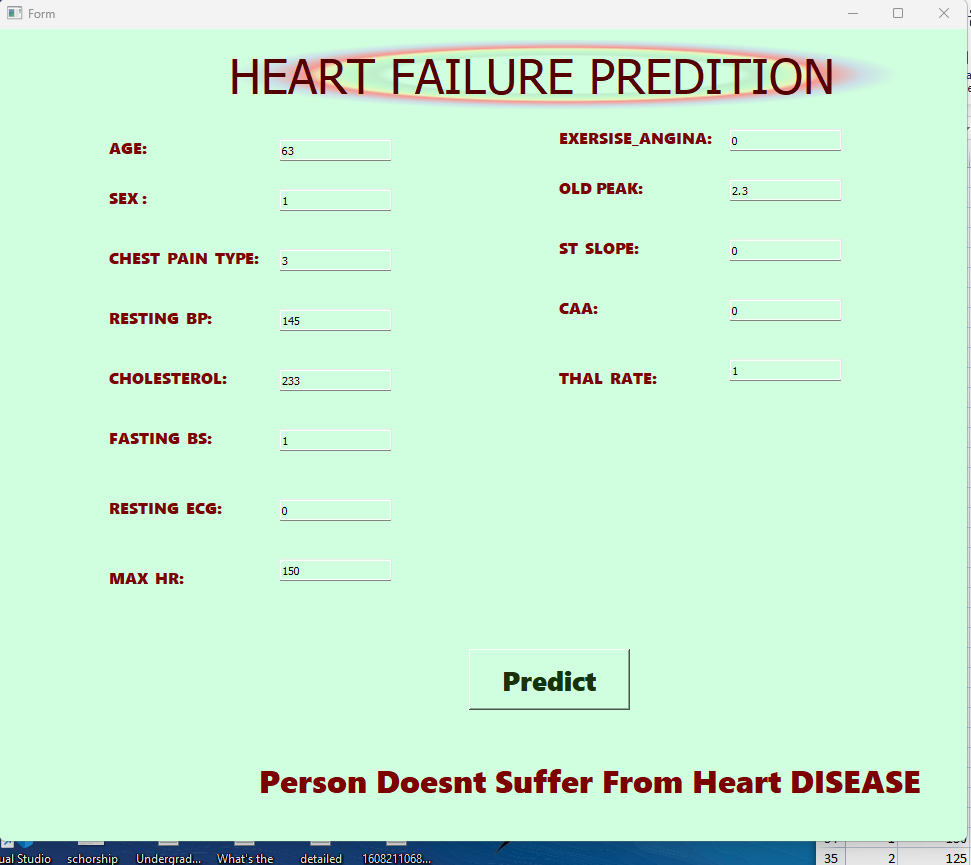 Form
HEART FAILURE PREDITION
AGE: 63
SEX : 1
CHEST PAIN TYPE: 3
RESTING BP: 145
CHOLESTEROL: 233
FASTING BS: 1
RESTING ECG: 0
MAX HR: 150
EXERSISE_ANGINA: 0
OLD PEAK: 2.3
ST SLOPE: 0
CAA: 0
THAL RATE: 1
Predict
Person Doesnt Suffer From Heart DISEASE
ual Studio schorship Undergrad... What's the detailed 1608211068...
35 2 125